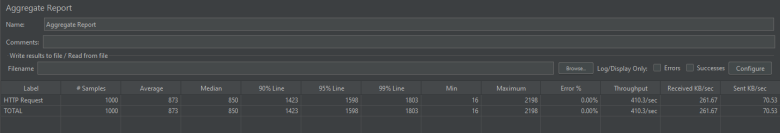 Aggregate Report
Name: Aggregate Report
Comments:
Write results to file / Read from file
Filename Browse... Log/Display Only: Errors Successes Configure
Label # Samples Average Median 90% Line 95% Line 99% Line Min Maximum Error % Throughput Received KB/sec Sent KB/sec
HTTP Request 1000 873 850 1423 1598 1803 16 2198 0.00% 410.3/sec 261.67 70.53
TOTAL 1000 873 850 1423 1598 1803 16 2198 0.00% 410.3/sec 261.67 70.53